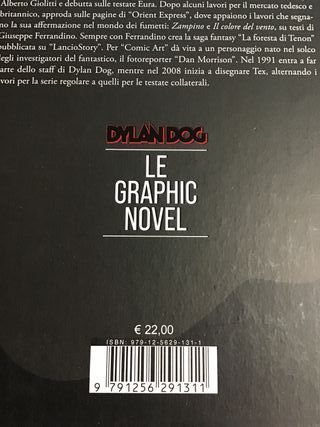 Alberto Giolitti e debutta sulle testate Eura. Dopo alcuni lavori per il mercato tedesco e
britannico, approda sulle pagine di "Orient Express", dove appaiono i lavori che segna-
no la sua affermazione nel mondo dei fumetti: Zampino e Il colore del vento, su testi di
Giuseppe Ferrandino. Sempre con Ferrandino crea la saga fantasy "La foresta di Tenon"
pubblicata su "LancioStory". Per "Comic Art" dà vita a un personaggio nato nel solco
degli investigatori del fantastico, il fotoreporter "Dan Morrison". Nel 1991 entra a far
arte dello staff di Dylan Dog, mentre nel 2008 inizia a disegnare Tex, alternando i
vori per la serie regolare a quelli per le testate collaterali.
DYLAN DOG
LE
GRAPHIC
NOVEL
€ 22,00
ISBN: 979-12-5629-131-1
9 791256 291311